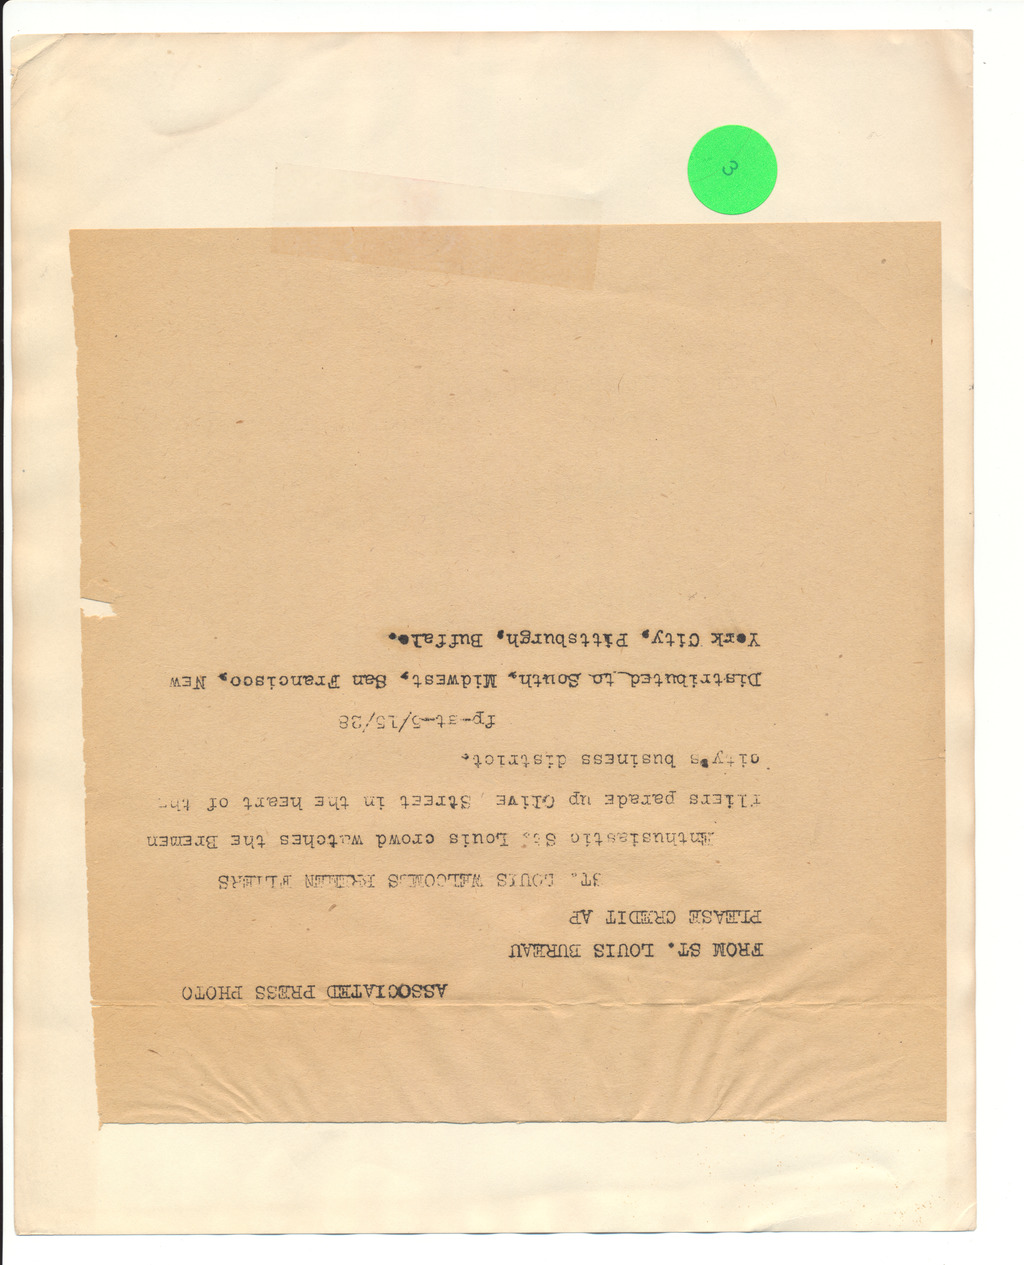 ASSOCIATED PRESS PHOTO
FROM ST. LOUIS BUREAU
PLEASE CREDIT AP
ST. LOUIS WELCOMES BREMEN FLIERS
Enthusiastic St. Louis crowd watches the Bremen
fliers parade up Olive Street in the heart of the
city's business district.
fp-st-5/15/28
Distributed to South, Midwest, San Francisco, New
York City, Pittsburgh, Buffalo.
3